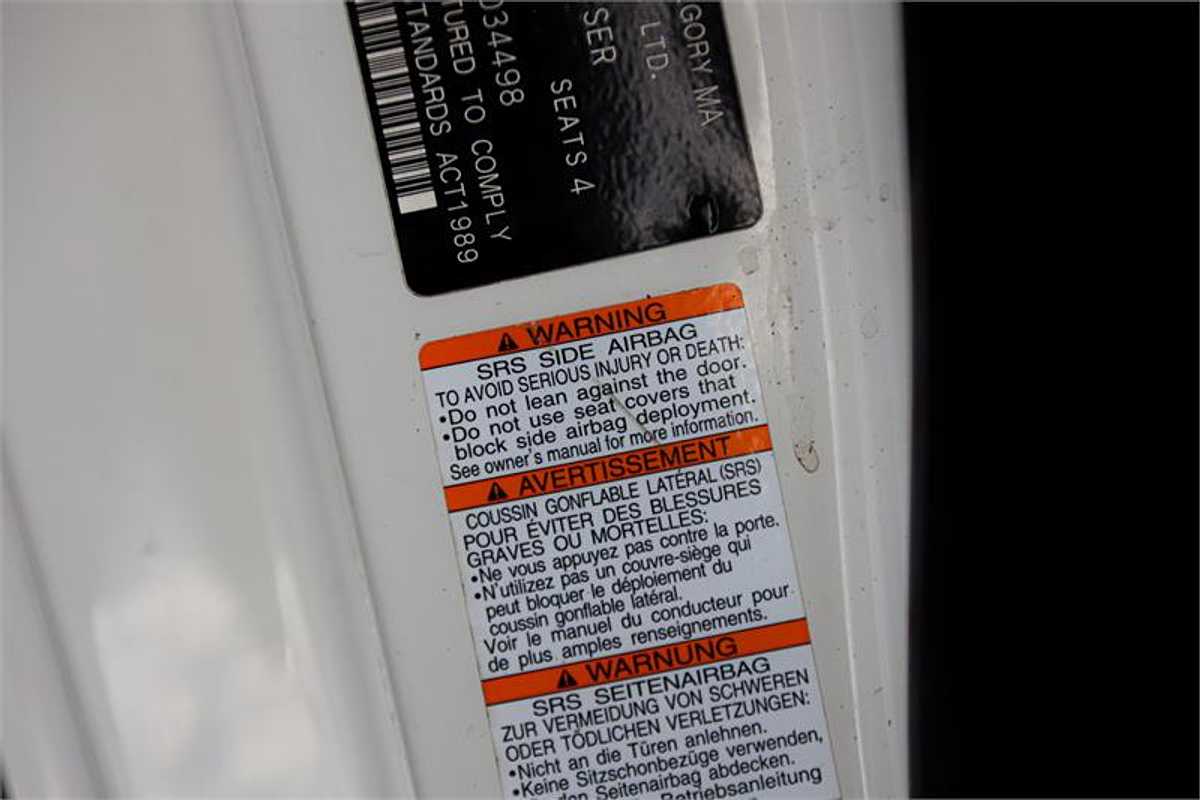 EGORY MA
LTD.
SER
SEATS 4
034498
TURED TO COMPLY
TANDARDS ACT1989
WARNING
SRS SIDE AIRBAG
TO AVOID SERIOUS INJURY OR DEATH:
•Do not lean against the door.
•Do not use seat covers that
block side airbag deployment.
See owner's manual for more information.
AVERTISSEMENT
COUSSIN GONFLABLE LATÉRAL (SRS)
POUR ÉVITER DES BLESSURES
GRAVES OU MORTELLES:
•Ne vous appuyez pas contre la porte.
•N'utilizez pas un couvre-siège qui
peut bloquer le déploiement du
coussin gonflable latéral.
Voir le manuel du conducteur pour
de plus amples renseignements.
WARNUNG
SRS SEITENAIRBAG
ZUR VERMEIDUNG VON SCHWEREN
ODER TÖDLICHEN VERLETZUNGEN:
•Nicht an die Türen anlehnen.
•Keine Sitzschonbezüge verwenden,
den Seitenairbag abdecken.
Betriebsanleitung